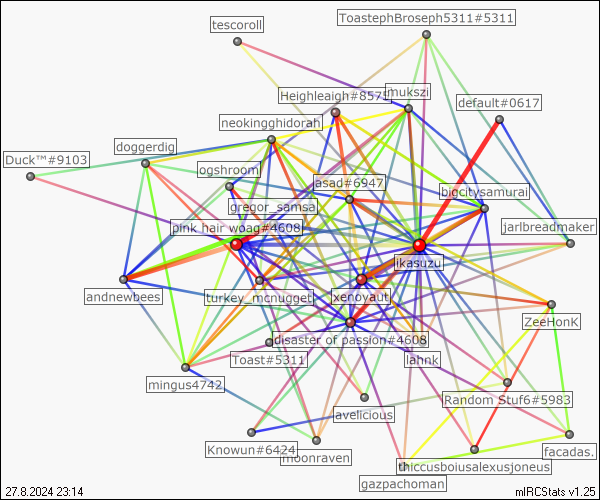 ToastephBroseph5311#5311
tescoroll
mukszi
Heighleaigh#8575
default#0617
neokingghidorah
doggerdig
Duck™#9103
ogshroom
asad#6947
bigcitysamurai
gregor_samsa
pink hair woag#4608
jarlbreadmaker
ikasuzu
andnewbees
turkey_mcnugget
xenovaut
ZeeHonK
disaster of passion#4608
Toast#5311
lahnk
mingus4742
Random Stuf6#5983
avelicious
Knowun#6424
moonraven
facadas.
thiccusboiusalexusjoneus
gazpachoman
27.8.2024 23:14
mIRCStats v1.25